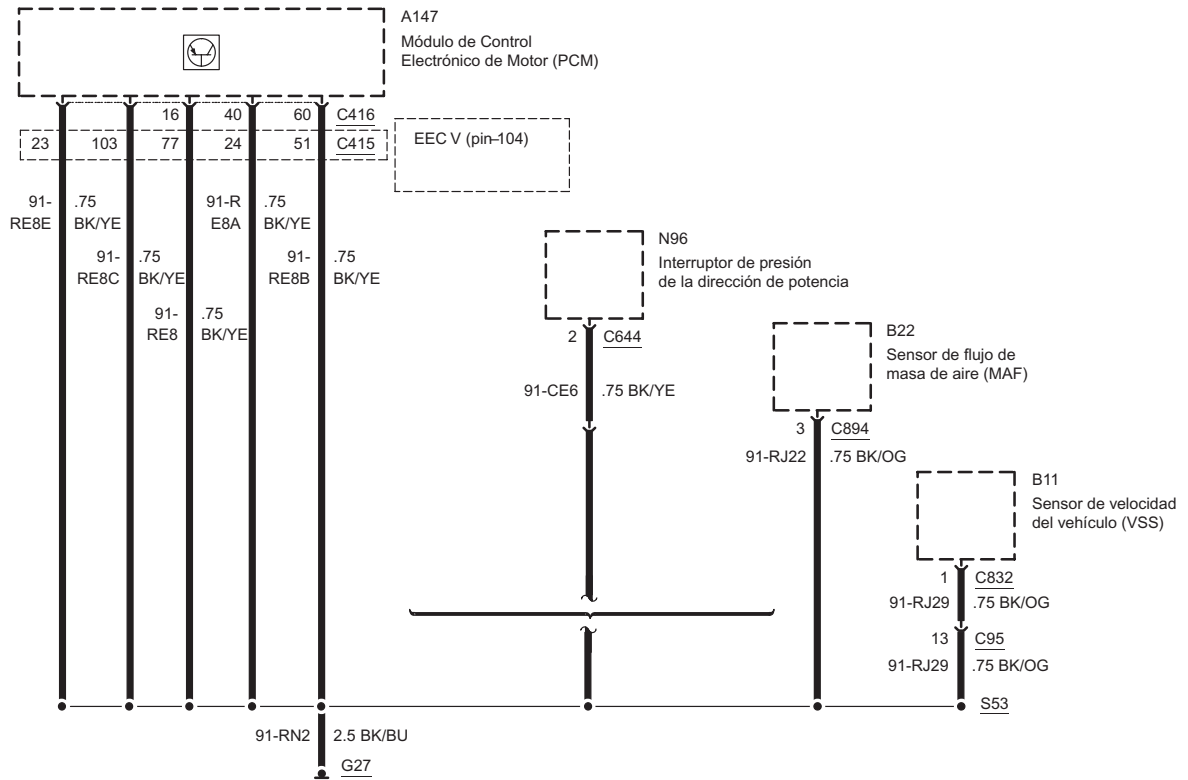 A147
Módulo de Control
Electrónico de Motor (PCM)
16 40 60 C416
23 103 77 24 51 C415
EEC V (pin–104)
91- .75 91-R .75
RE8E BK/YE E8A BK/YE
91- .75 91- .75
RE8C BK/YE RE8B BK/YE
91- .75
RE8 BK/YE
N96
Interruptor de presión
de la dirección de potencia
2 C644
91-CE6 .75 BK/YE
B22
Sensor de flujo de
masa de aire (MAF)
3 C894
91-RJ22 .75 BK/OG
B11
Sensor de velocidad
del vehículo (VSS)
1 C832
91-RJ29 .75 BK/OG
13 C95
91-RJ29 .75 BK/OG
S53
91-RN2 2.5 BK/BU
G27